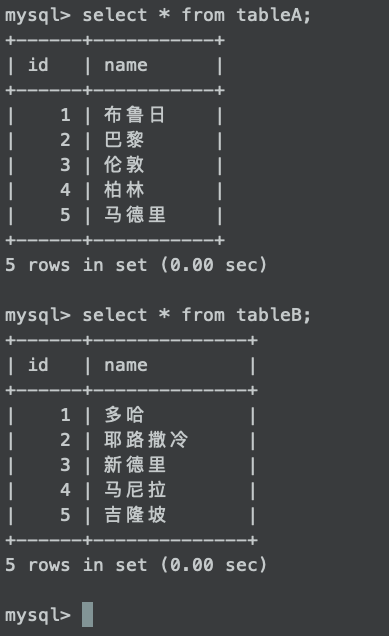 mysql> select * from tableA;
+------+-----------+
| id   | name      |
+------+-----------+
|    1 | 布鲁日    |
|    2 | 巴黎      |
|    3 | 伦敦      |
|    4 | 柏林      |
|    5 | 马德里    |
+------+-----------+
5 rows in set (0.00 sec)
mysql> select * from tableB;
+------+--------------+
| id   | name         |
+------+--------------+
|    1 | 多哈         |
|    2 | 耶路撒冷     |
|    3 | 新德里       |
|    4 | 马尼拉       |
|    5 | 吉隆坡       |
+------+--------------+
5 rows in set (0.00 sec)
mysql>